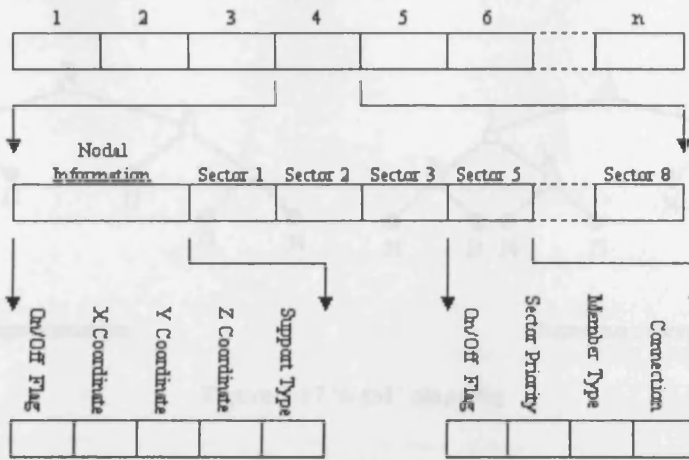 1 2 3 4 5 6 n
Nodal
Information Sector 1 Sector 2 Sector 3 Sector 5 Sector 8
On/Off Flag
X Coordinate
Y Coordinate
Z Coordinate
Support Type
On/Off Flag
Sector Priority
Member Type
Connection